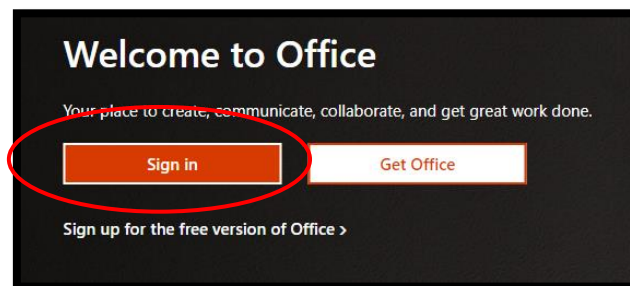 Welcome to Office
Your place to create, communicate, collaborate, and get great work done.
Sign in
Get Office
Sign up for the free version of Office >